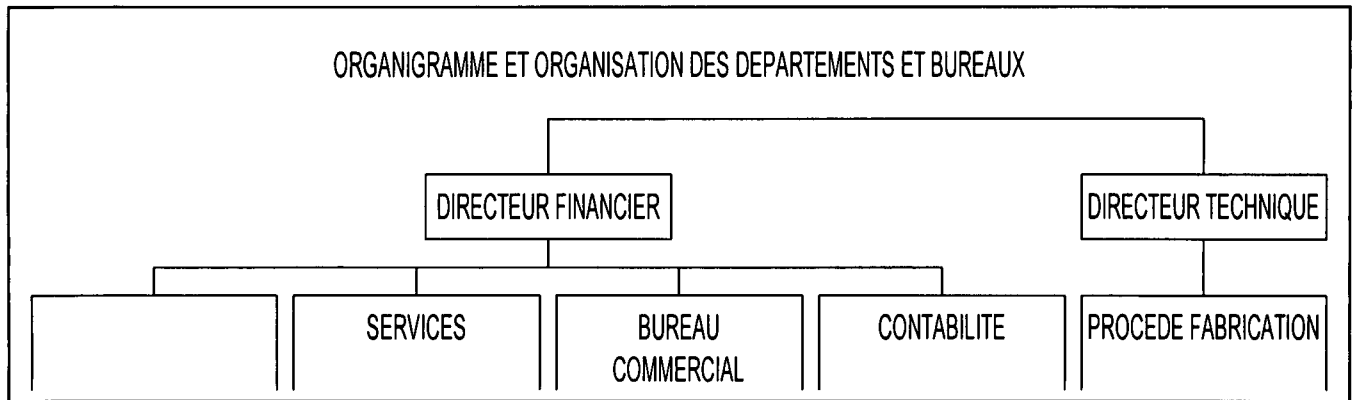 ORGANIGRAMME ET ORGANISATION DES DEPARTEMENTS ET BUREAUX
DIRECTEUR FINANCIER
DIRECTEUR TECHNIQUE
SERVICES
BUREAU
COMMERCIAL
CONTABILITE
PROCEDE FABRICATION